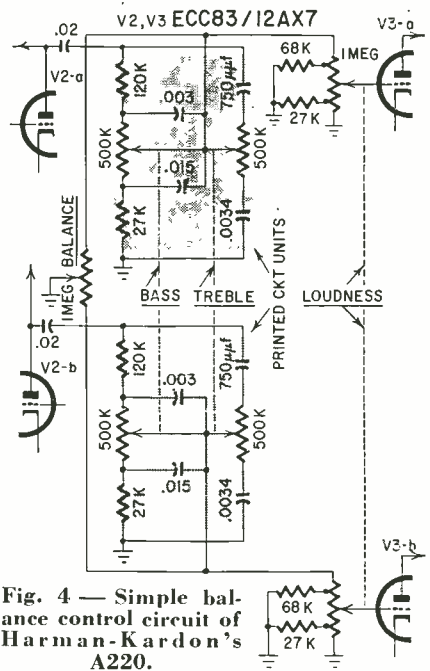 V2,V3 ECC83/12AX7
V3-a
.02
V2-a
120K
.003
750µµf
68K
1MEG
27K
500K
500K
.015
27K
.0034
1MEG BALANCE
BASS
TREBLE
PRINTED CKT UNITS
LOUDNESS
.02
V2-b
120K
.003
750µµf
500K
500K
.015
27K
.0034
V3-b
68K
27K
Fig. 4 — Simple bal-
ance control circuit of
Harman-Kardon's
A220.